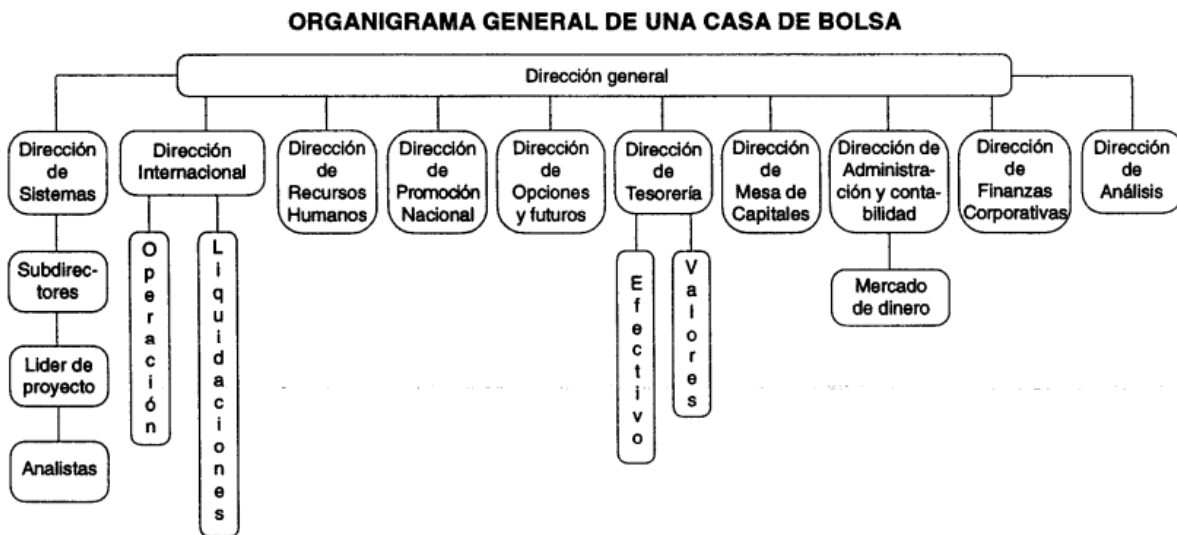 ORGANIGRAMA GENERAL DE UNA CASA DE BOLSA
Dirección general
Dirección
de
Sistemas
Dirección
Internacional
Dirección
de
Recursos
Humanos
Dirección
de
Promoción
Nacional
Dirección
de
Opciones
y futuros
Dirección
de
Tesorería
Dirección
de
Mesa de
Capitales
Dirección de
Administra-
ción y conta-
bilidad
Dirección
de
Finanzas
Corporativas
Dirección
de
Análisis
Subdirec-
tores
Lider de
proyecto
Analistas
Operación
Liquidaciones
Efectivo
Valores
Mercado
de dinero